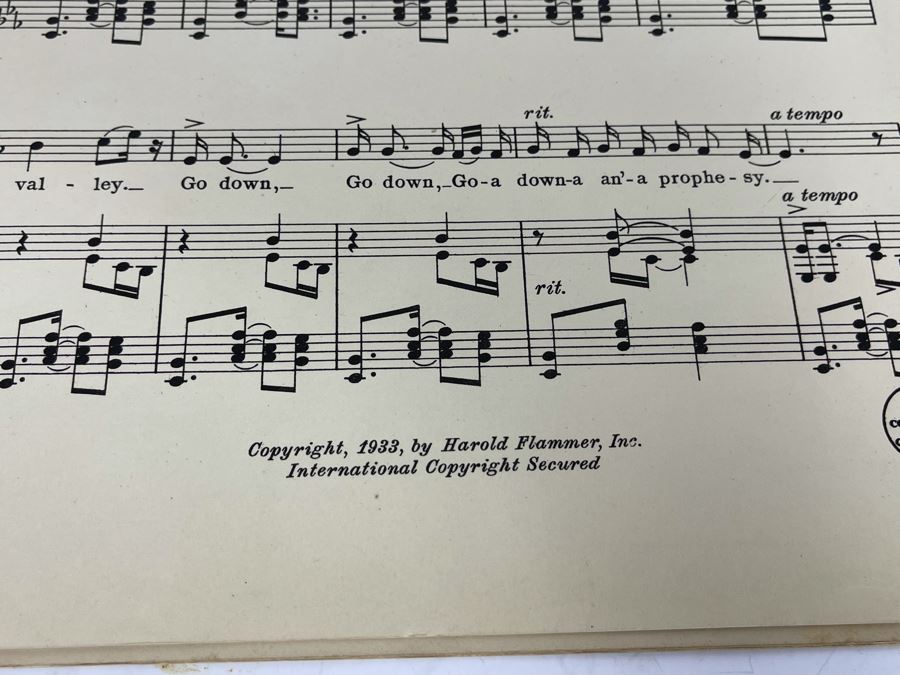 rit.
a tempo
val - ley._ Go down,_ Go down,_Go-a down-a an'-a prophe-sy._
a tempo
rit.
Copyright, 1933, by Harold Flammer, Inc.
International Copyright Secured